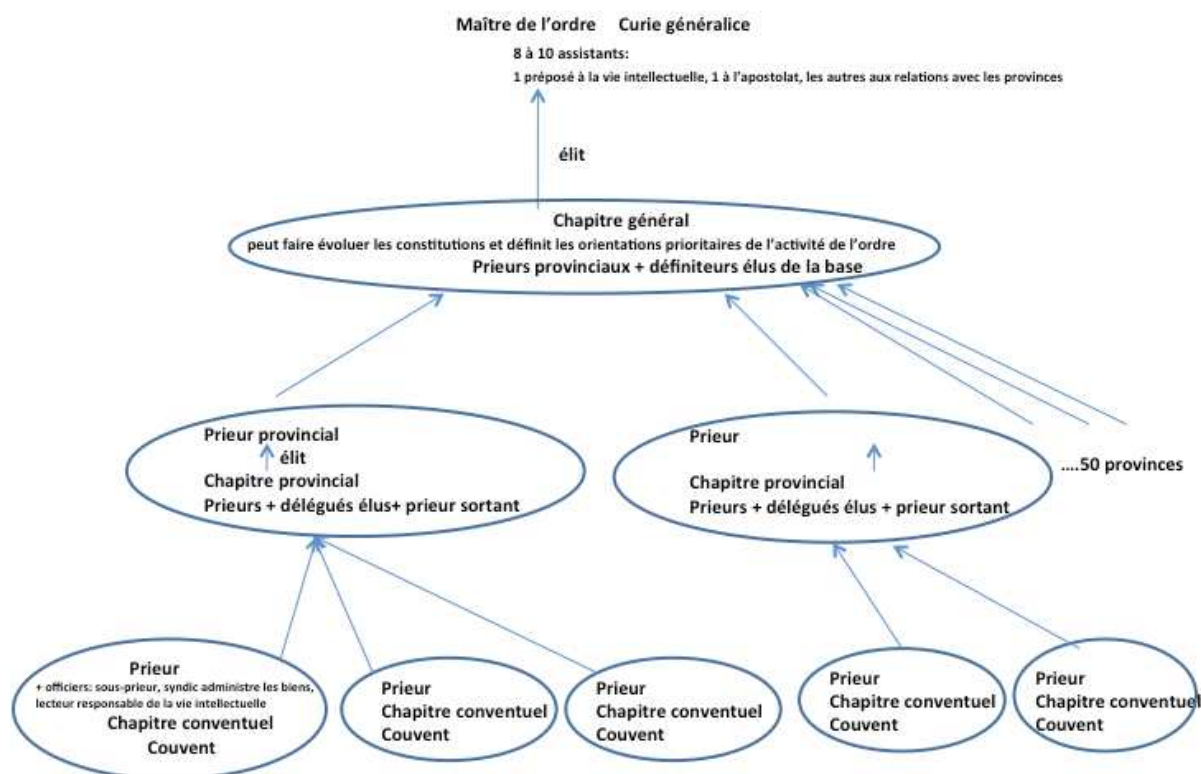 Maître de l'ordre Curie généralice
8 à 10 assistants:
1 préposé à la vie intellectuelle, 1 à l'apostolat, les autres aux relations avec les provinces
élit
Chapitre général
peut faire évoluer les constitutions et définit les orientations prioritaires de l'activité de l'ordre
Prieurs provinciaux + définiteurs élus de la base
Prieur provincial
élit
Chapitre provincial
Prieurs + délégués élus+ prieur sortant
Prieur
Chapitre provincial
Prieurs + délégués élus + prieur sortant
....50 provinces
Prieur
+ officiers: sous-prieur, syndic administre les biens,
lecteur responsable de la vie intellectuelle
Chapitre conventuel
Couvent
Prieur
Chapitre conventuel
Couvent
Prieur
Chapitre conventuel
Couvent
Prieur
Chapitre conventuel
Couvent
Prieur
Chapitre conventuel
Couvent